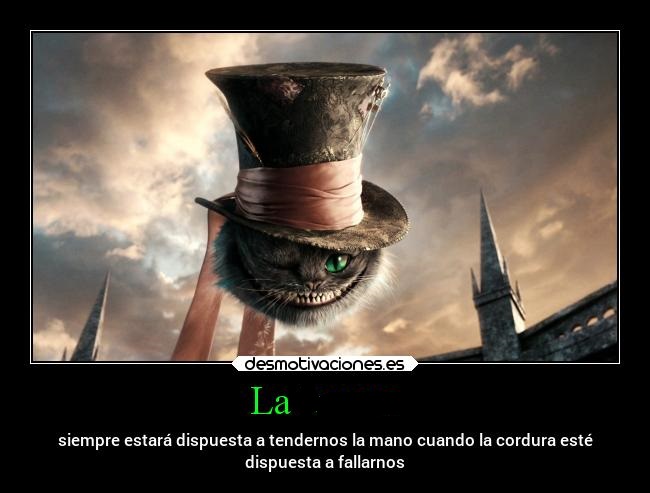 desmotivaciones.es
La
siempre estará dispuesta a tendernos la mano cuando la cordura esté
dispuesta a fallarnos